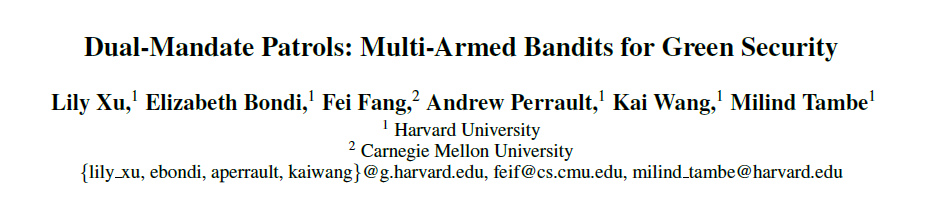 Dual-Mandate Patrols: Multi-Armed Bandits for Green Security
Lily Xu,1 Elizabeth Bondi,1 Fei Fang,2 Andrew Perrault,1 Kai Wang,1 Milind Tambe1
1 Harvard University
2 Carnegie Mellon University
{lily_xu, ebondi, aperrault, kaiwang}@g.harvard.edu, feif@cs.cmu.edu, milind_tambe@harvard.edu